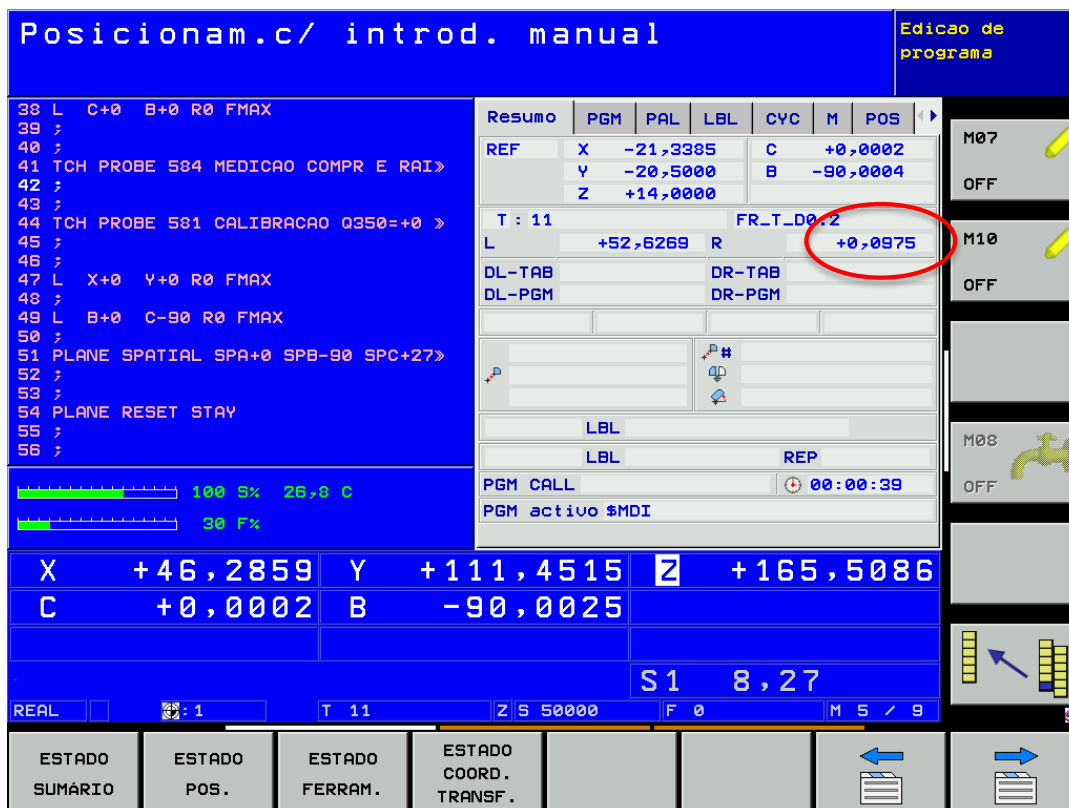 Posicionam.c/ introd. manual
Edicao de
programa
38 L  C+0  B+0 R0 FMAX
39 ;
40 ;
41 TCH PROBE 584 MEDICAO COMPR E RAI»
42 ;
43 ;
44 TCH PROBE 581 CALIBRACAO Q350=+0 »
45 ;
46 ;
47 L  X+0  Y+0 R0 FMAX
48 ;
49 L  B+0  C-90 R0 FMAX
50 ;
51 PLANE SPATIAL SPA+0 SPB-90 SPC+27»
52 ;
53 ;
54 PLANE RESET STAY
55 ;
56 ;
100 S% 26,8 C
30 F%
Resumo PGM PAL LBL CYC M POS
REF X -21,3385 C +0,0002
Y -20,5000 B -90,0004
Z +14,0000
T : 11 FR_T_D0.2
L +52,6269 R +0,0975
DL-TAB DR-TAB
DL-PGM DR-PGM
#
LBL
LBL REP
PGM CALL 00:00:39
PGM activo $MDI
X +46,2859 Y +111,4515 Z +165,5086
C +0,0002 B -90,0025
S1 8,27
REAL :1 T 11 Z S 50000 F 0 M 5 / 9
M07
OFF
M10
OFF
M08
OFF
ESTADO
SUMÁRIO
ESTADO
POS.
ESTADO
FERRAM.
ESTADO
COORD.
TRANSF.